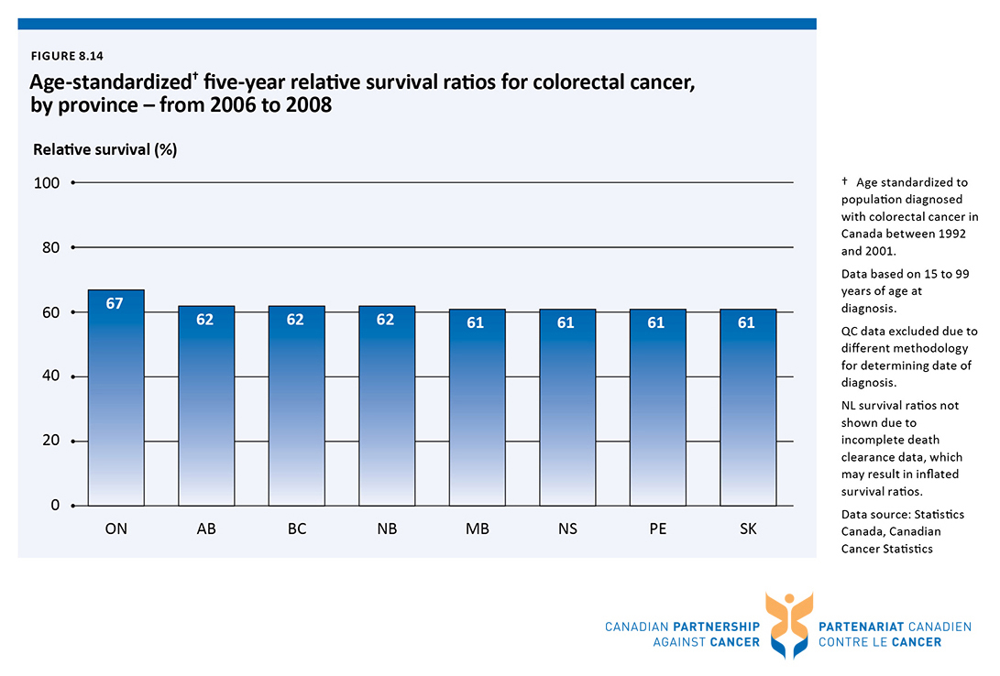 FIGURE 8.14
Age-standardized† five-year relative survival ratios for colorectal cancer,
by province – from 2006 to 2008
Relative survival (%)
100
80
60
40
20
0
67
62
62
62
61
61
61
61
ON
AB
BC
NB
MB
NS
PE
SK
† Age standardized to
population diagnosed
with colorectal cancer in
Canada between 1992
and 2001.
Data based on 15 to 99
years of age at
diagnosis.
QC data excluded due to
different methodology
for determining date of
diagnosis.
NL survival ratios not
shown due to
incomplete death
clearance data, which
may result in inflated
survival ratios.
Data source: Statistics
Canada, Canadian
Cancer Statistics
CANADIAN PARTNERSHIP
AGAINST CANCER
PARTENARIAT CANADIEN
CONTRE LE CANCER